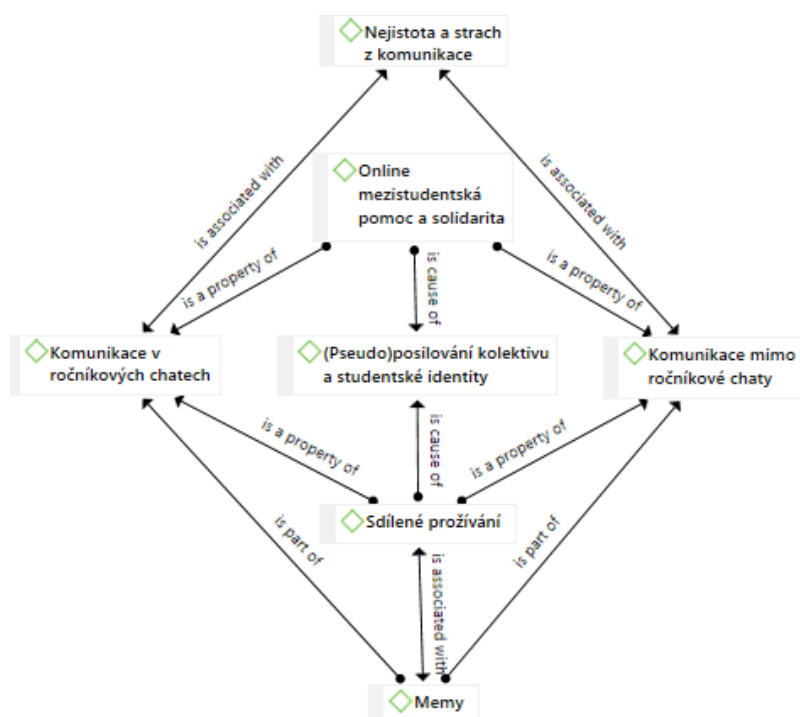 Nejistota a strach
z komunikace
is associated with
is associated with
Online
mezistudentská
pomoc a solidarita
is a property of
is cause of
is a property of
Komunikace v
ročníkových chatech
(Pseudo)posilování kolektivu
a studentské identity
Komunikace mimo
ročníkové chaty
is a property of
is cause of
is a property of
Sdílené prožívání
is part of
is associated with
is part of
Memy